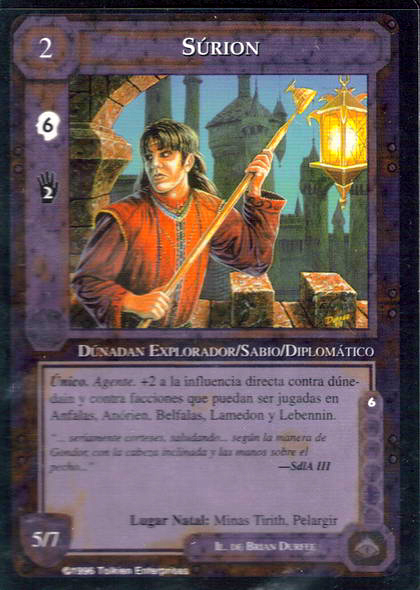 2
SÚRION
6
2
Durfee
DÚNADAN EXPLORADOR/SABIO/DIPLOMÁTICO
Único. Agente. +2 a la influencia directa contra dúne-
dain y contra facciones que puedan ser jugadas en
Anfalas, Anórien, Belfalas, Lamedon y Lebennin.
6
"... seriamente corteses, saludando... según la manera de
Gondor, con la cabeza inclinada y las manos sobre el
pecho..."
—SdlA III
Lugar Natal: Minas Tirith, Pelargir
5/7
IL. DE BRIAN DURFEE
©1996 Tolkien Enterprises